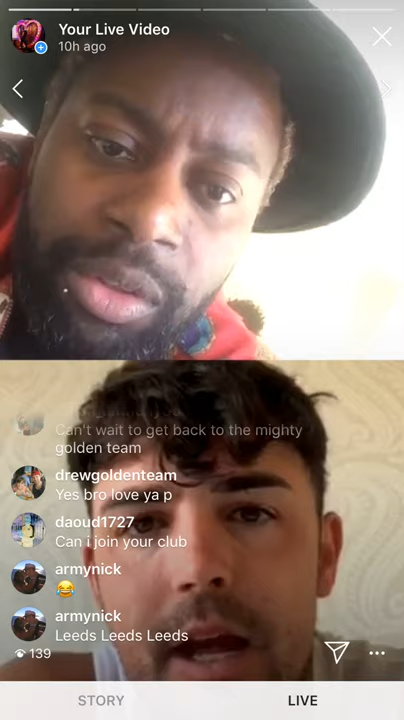 Your Live Video
10h ago
Can't wait to get back to the mighty
golden team
drewgoldenteam
Yes bro love ya p
daoud1727
Can i join your club
armynick
😂
armynick
Leeds Leeds Leeds
139
STORY
LIVE